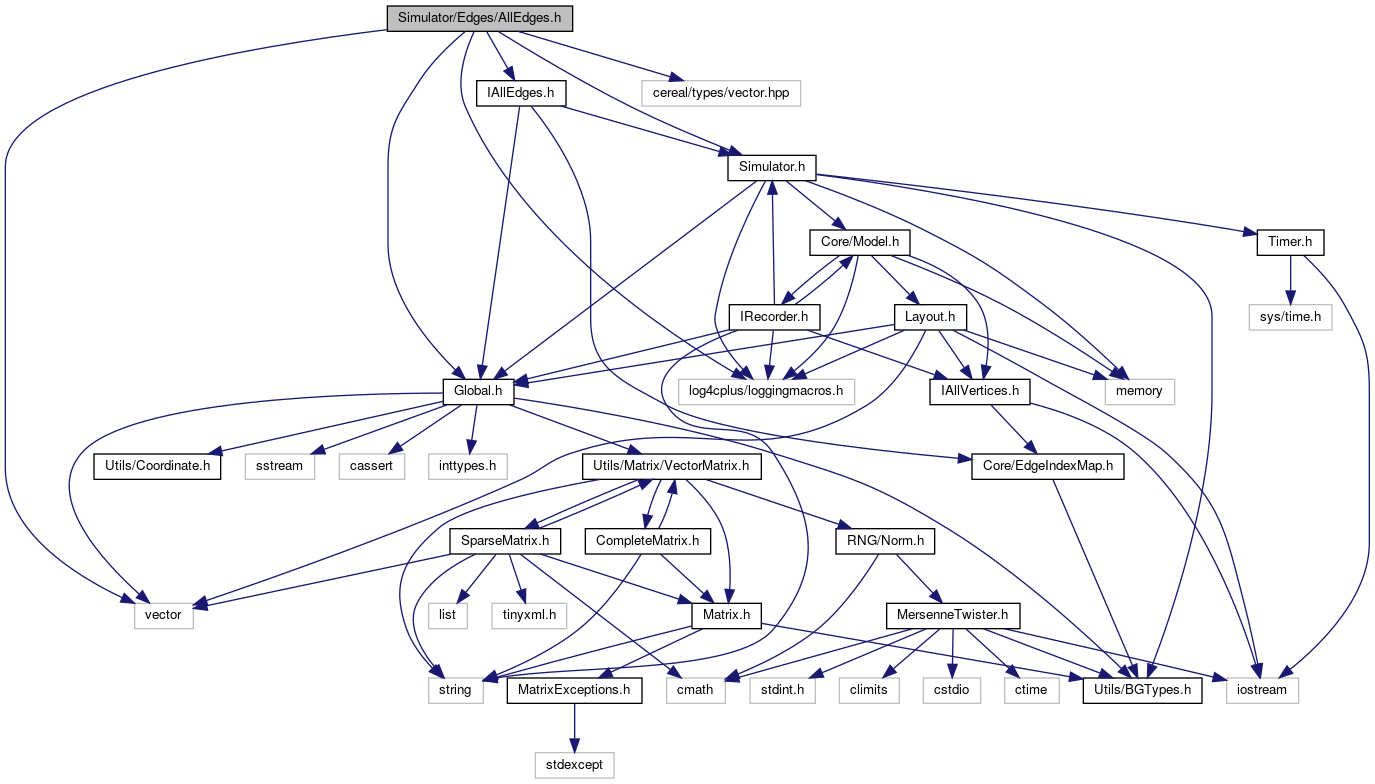 Simulator/Edges/AllEdges.h
IAllEdges.h
cereal/types/vector.hpp
Simulator.h
Core/Model.h
Timer.h
IRecorder.h
Layout.h
sys/time.h
Global.h
log4cplus/loggingmacros.h
IAllVertices.h
memory
Utils/Coordinate.h
sstream
cassert
inttypes.h
Utils/Matrix/VectorMatrix.h
Core/EdgeIndexMap.h
SparseMatrix.h
CompleteMatrix.h
RNG/Norm.h
vector
list
tinyxml.h
Matrix.h
MersenneTwister.h
string
MatrixExceptions.h
cmath
stdint.h
climits
cstdio
ctime
Utils/BGTypes.h
iostream
stdexcept